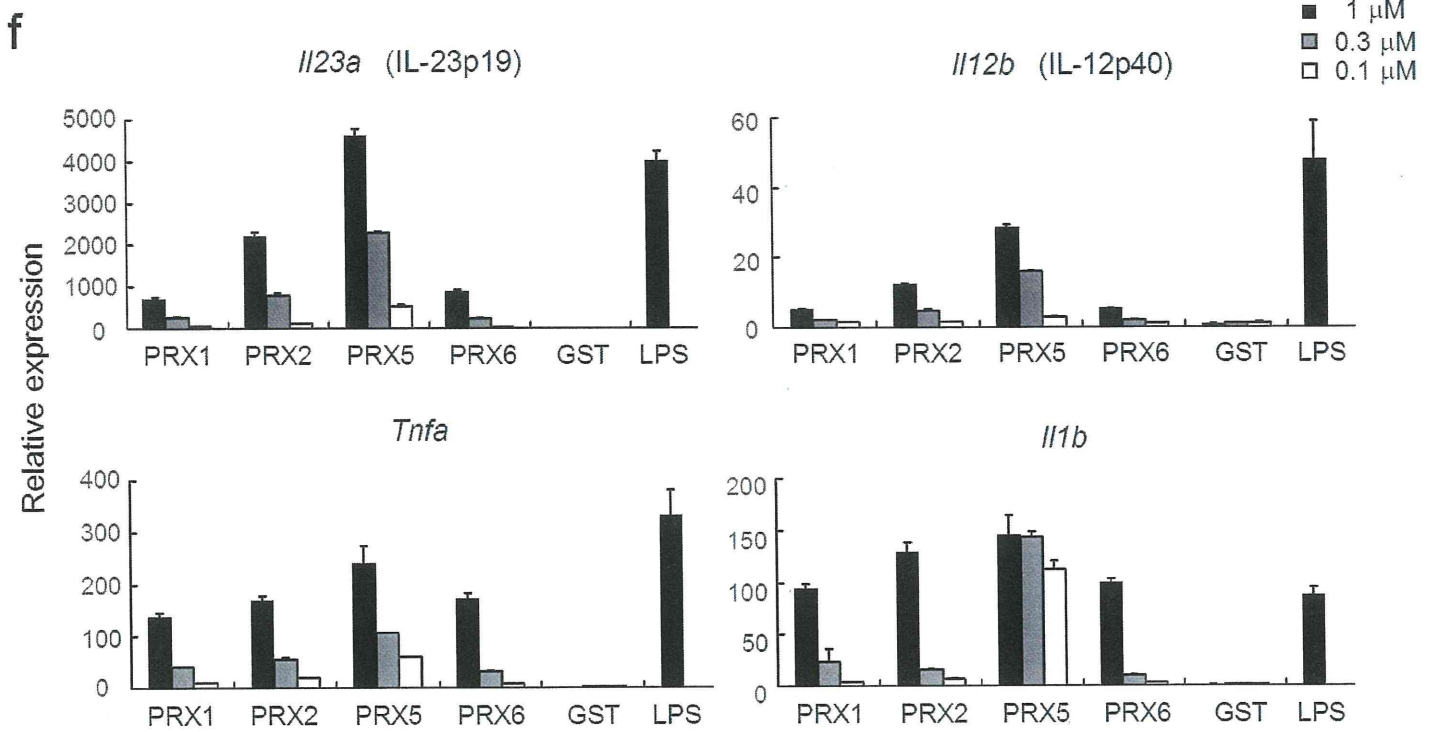 f
1 μM
0.3 μM
0.1 μM
Il23a (IL-23p19)
Il12b (IL-12p40)
Relative expression
5000
4000
3000
2000
1000
0
PRX1 PRX2 PRX5 PRX6 GST LPS
60
40
20
0
PRX1 PRX2 PRX5 PRX6 GST LPS
Tnfa
Il1b
400
300
200
100
0
PRX1 PRX2 PRX5 PRX6 GST LPS
200
150
100
50
0
PRX1 PRX2 PRX5 PRX6 GST LPS